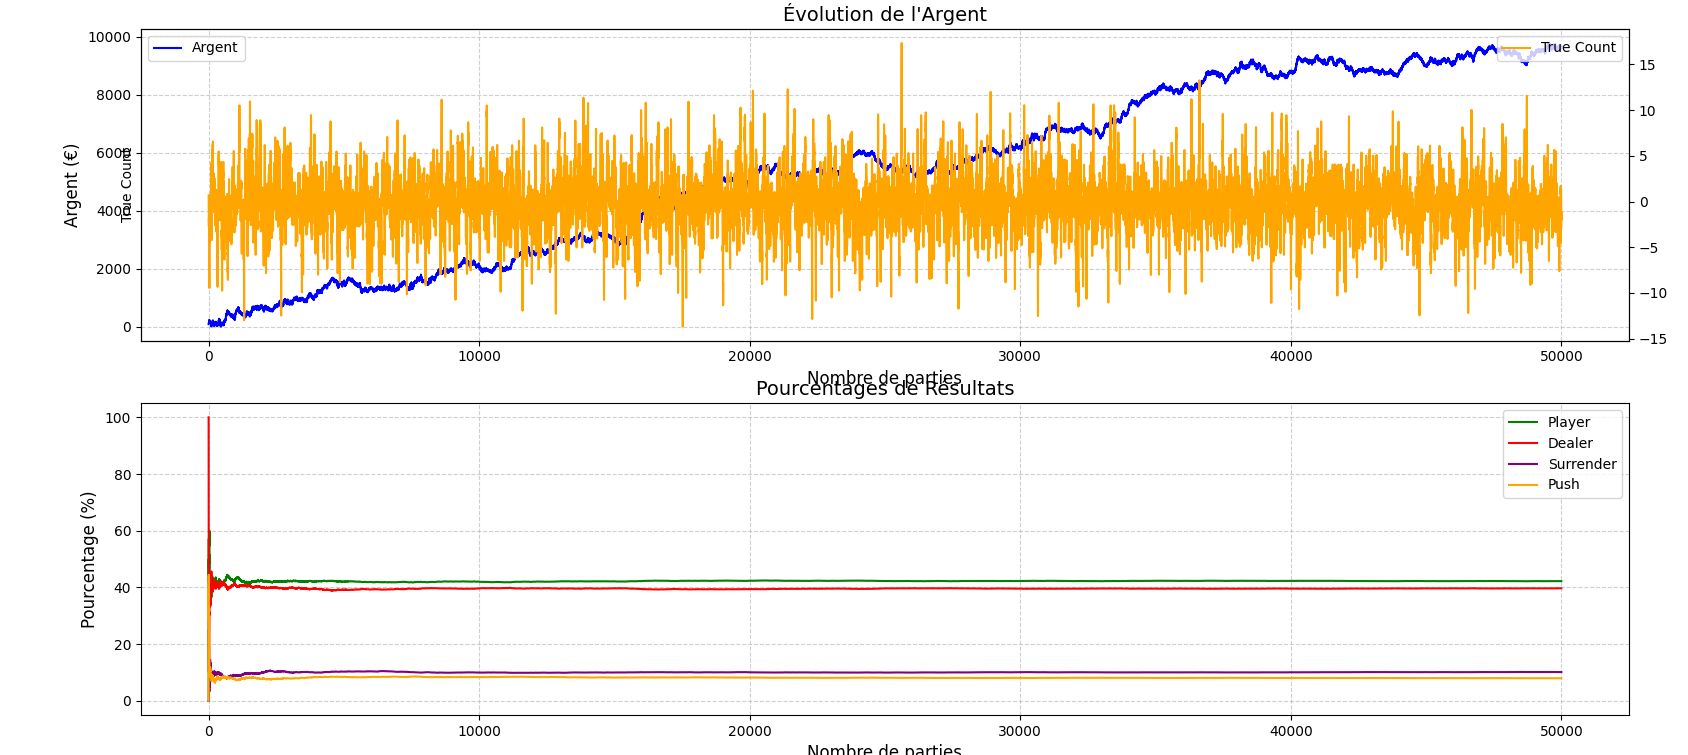 Évolution de l'Argent
10000
8000
6000
4000
2000
0
Argent (€)
True Count
Argent
True Count
15
10
5
0
−5
−10
−15
0
10000
20000
30000
40000
50000
Nombre de parties
Pourcentages de Résultats
100
80
60
40
20
0
Pourcentage (%)
Player
Dealer
Surrender
Push
0
10000
20000
30000
40000
50000
Nombre de parties